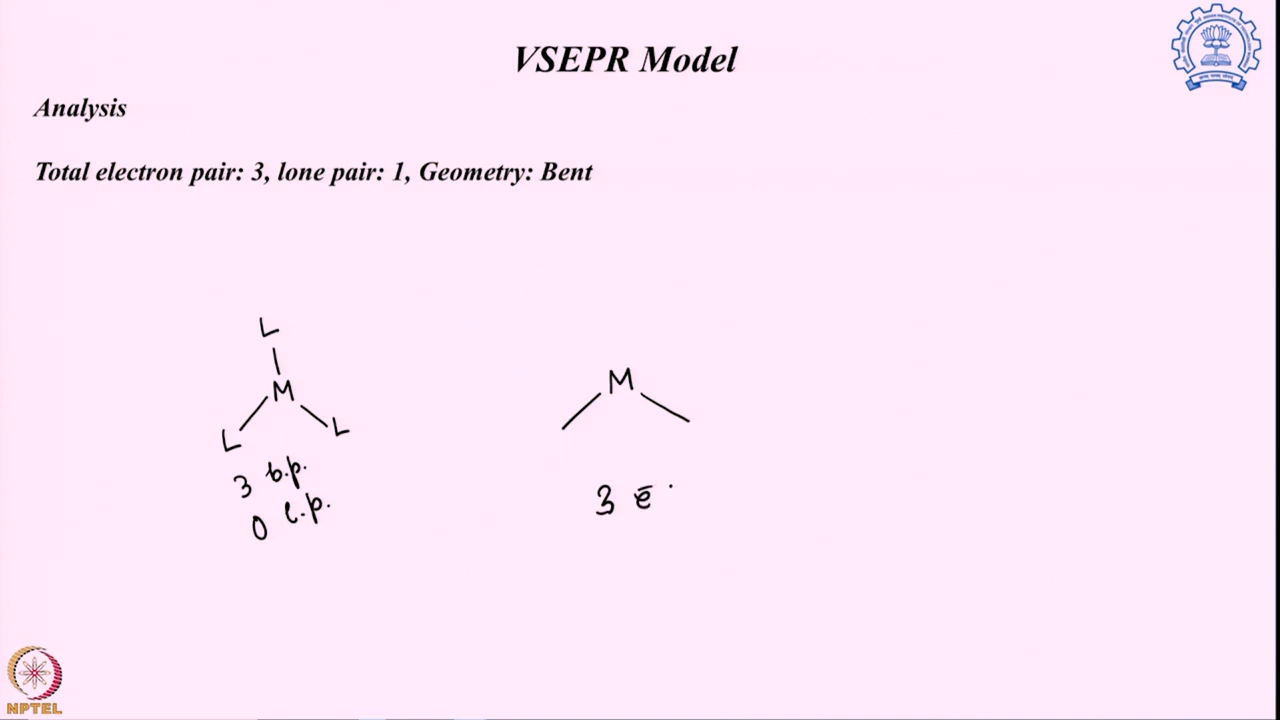 VSEPR Model
Analysis
Total electron pair: 3, lone pair: 1, Geometry: Bent
L
M
L L
3 b.p.
0 l.p.
M
3 ē
NPTEL